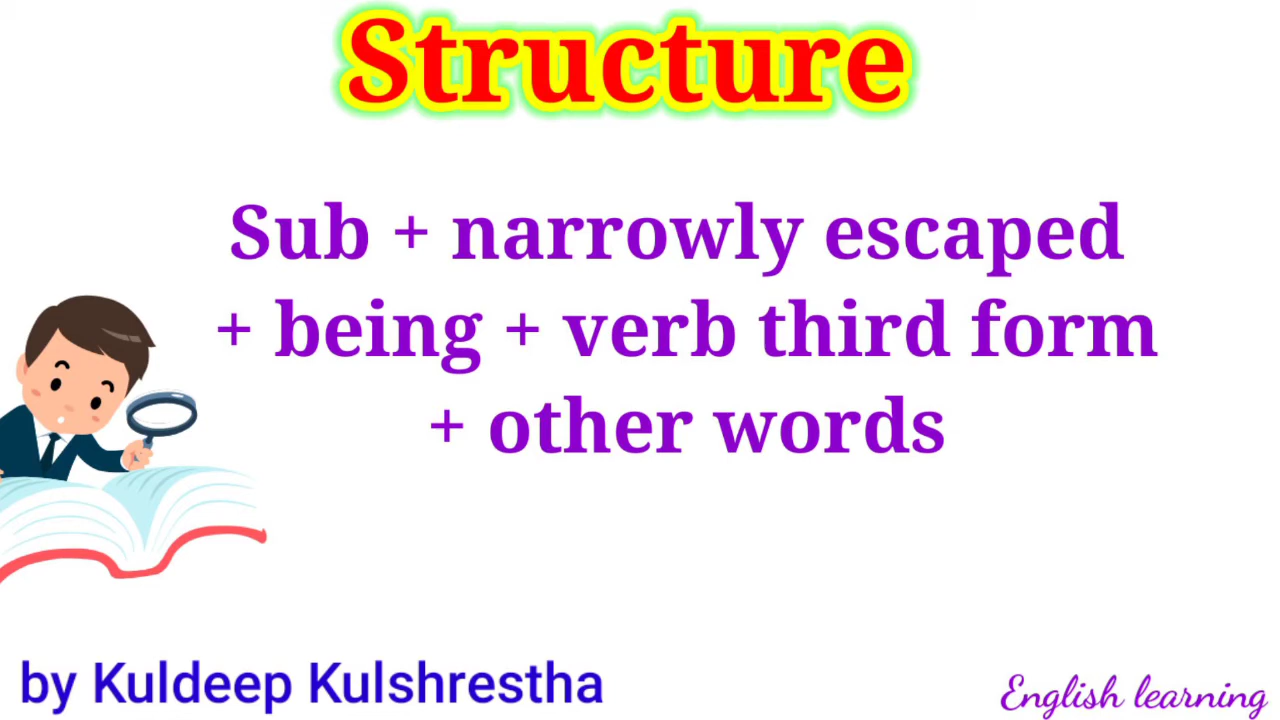 Structure
Sub + narrowly escaped
+ being + verb third form
+ other words
by Kuldeep Kulshrestha
English learning